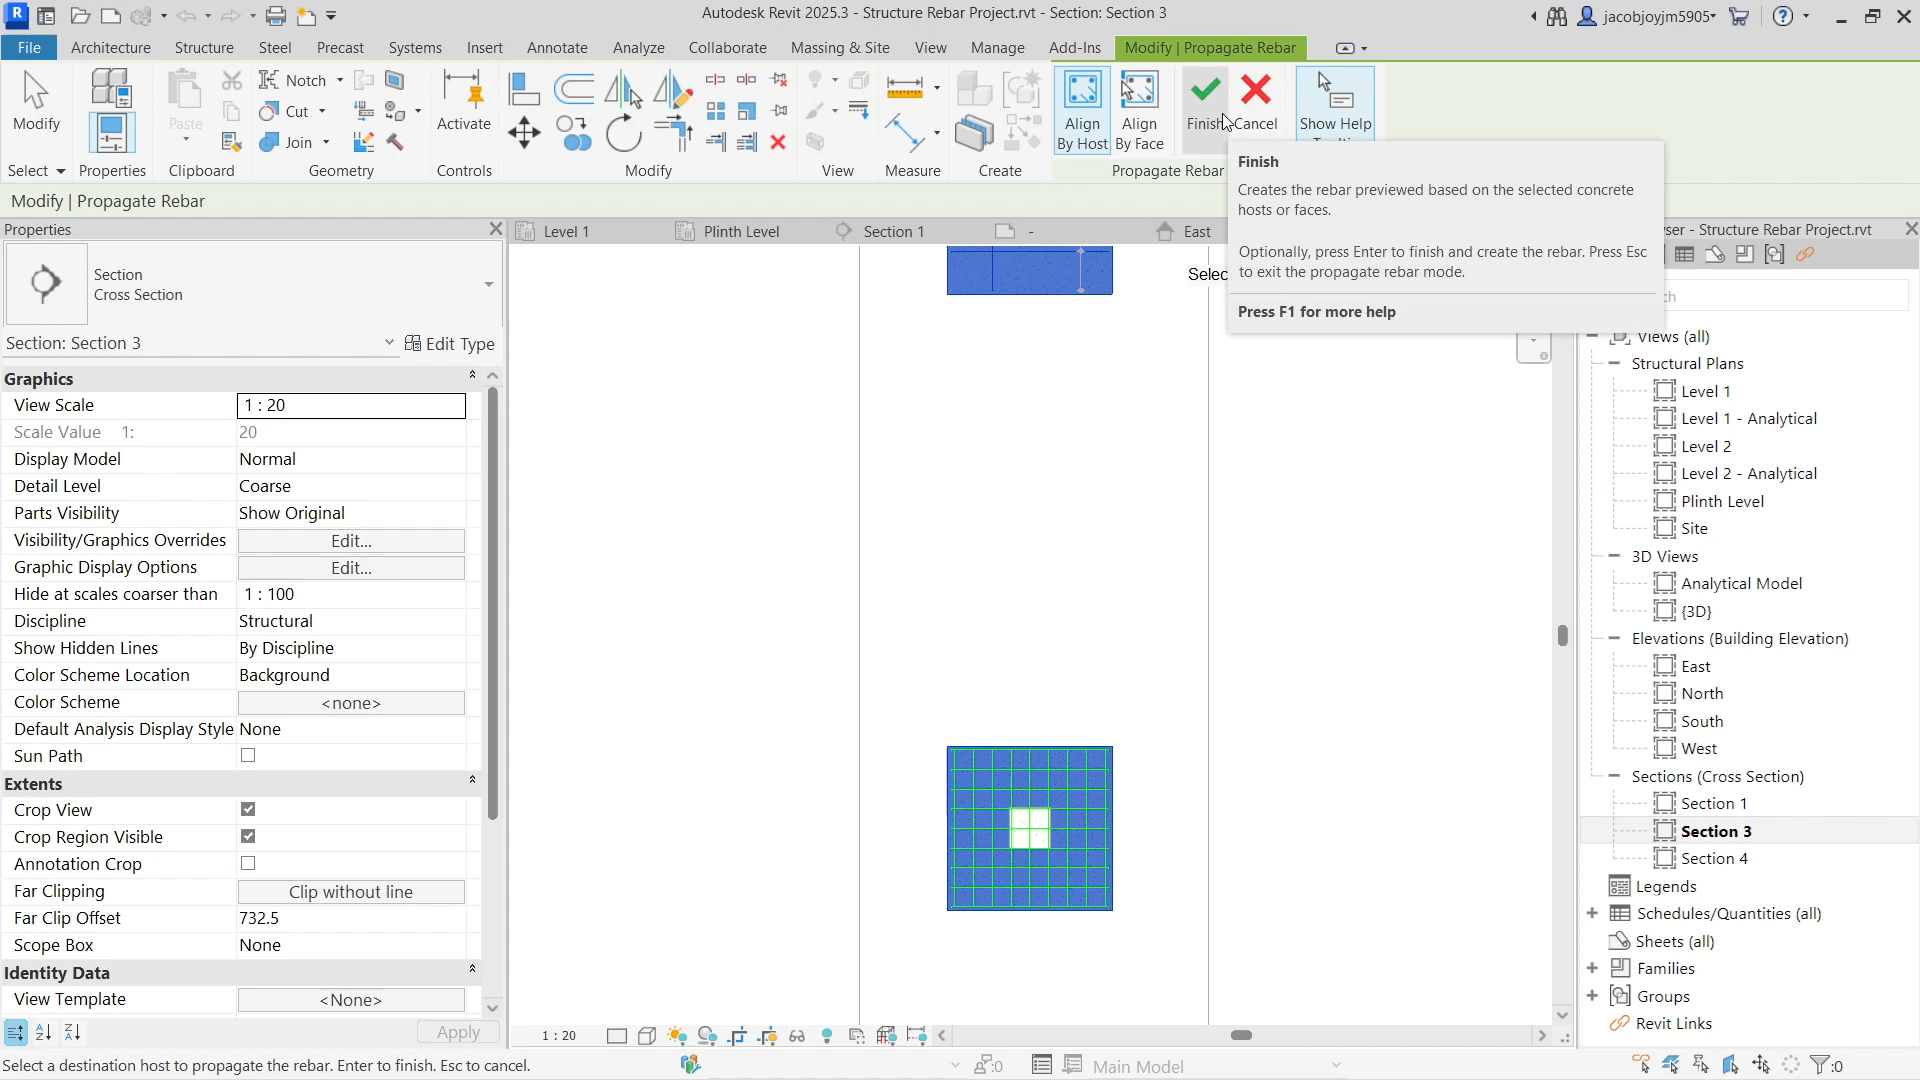 Autodesk Revit 2025.3 - Structure Rebar Project.rvt - Section: Section 3
jacobjoyjm5905
File
Architecture
Structure
Steel
Precast
Systems
Insert
Annotate
Analyze
Collaborate
Massing & Site
View
Manage
Add-Ins
Modify | Propagate Rebar
Modify
Paste
Notch
Cut
Join
Activate
Align
By Host
Align
By Face
Finish
Cancel
Show Help
Select
Properties
Clipboard
Geometry
Controls
Modify
View
Measure
Create
Propagate Rebar
Modify | Propagate Rebar
Finish
Creates the rebar previewed based on the selected concrete
hosts or faces.
Optionally, press Enter to finish and create the rebar. Press Esc
to exit the propagate rebar mode.
Press F1 for more help
Properties
Level 1
Plinth Level
Section 1
-
East
ser - Structure Rebar Project.rvt
Selec
Section
Cross Section
Section: Section 3
Edit Type
Graphics
View Scale 1 : 20
Scale Value 1: 20
Display Model Normal
Detail Level Coarse
Parts Visibility Show Original
Visibility/Graphics Overrides Edit...
Graphic Display Options Edit...
Hide at scales coarser than 1 : 100
Discipline Structural
Show Hidden Lines By Discipline
Color Scheme Location Background
Color Scheme <none>
Default Analysis Display Style None
Sun Path
Extents
Crop View
Crop Region Visible
Annotation Crop
Far Clipping Clip without line
Far Clip Offset 732.5
Scope Box None
Identity Data
View Template <None>
Apply
ch
Views (all)
Structural Plans
Level 1
Level 1 - Analytical
Level 2
Level 2 - Analytical
Plinth Level
Site
3D Views
Analytical Model
{3D}
Elevations (Building Elevation)
East
North
South
West
Sections (Cross Section)
Section 1
Section 3
Section 4
Legends
Schedules/Quantities (all)
Sheets (all)
Families
Groups
Revit Links
1 : 20
Select a destination host to propagate the rebar. Enter to finish. Esc to cancel.
:0
Main Model
:0